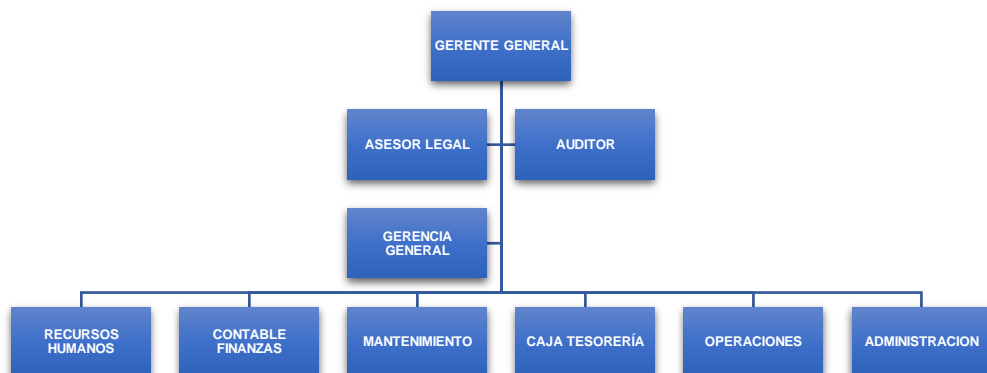 GERENTE GENERAL
ASESOR LEGAL
AUDITOR
GERENCIA
GENERAL
RECURSOS
HUMANOS
CONTABLE
FINANZAS
MANTENIMIENTO
CAJA TESORERÍA
OPERACIONES
ADMINISTRACION